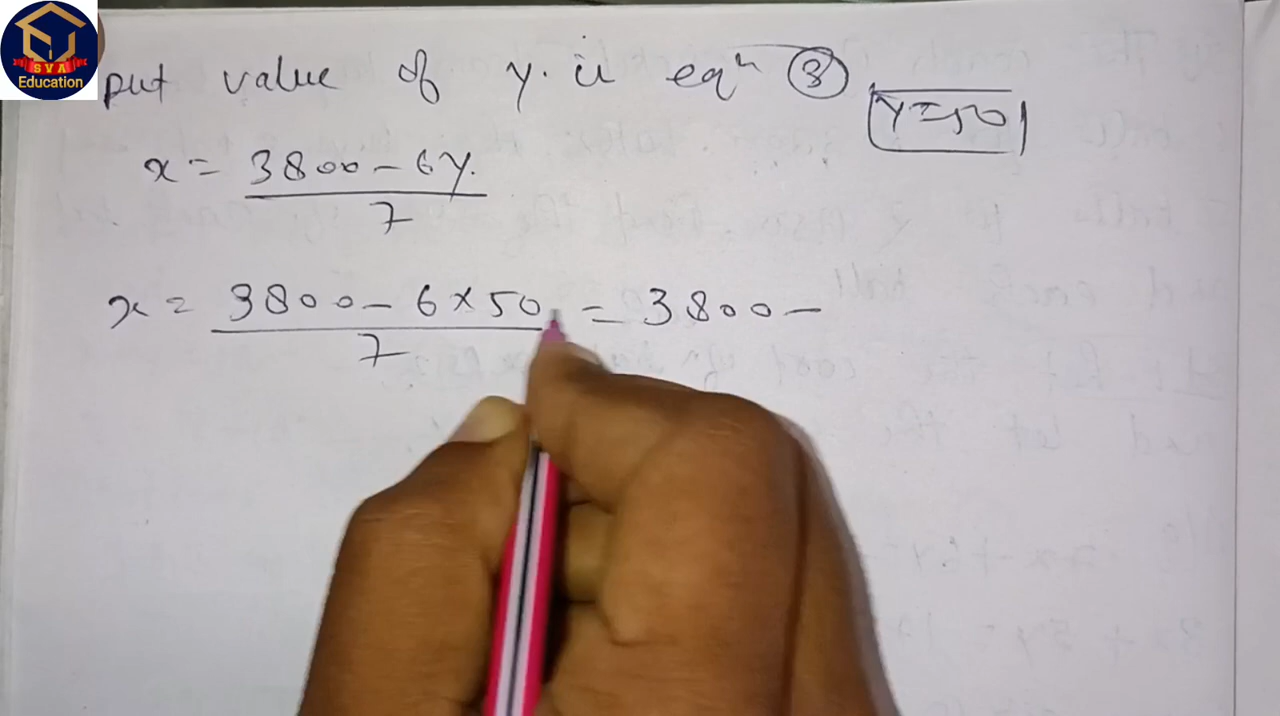 SVA
Education
put value of y. in eqⁿ ③
y=50
x = 3800 - 6y.
7
x = 3800 - 6×50 = 3800 -
7